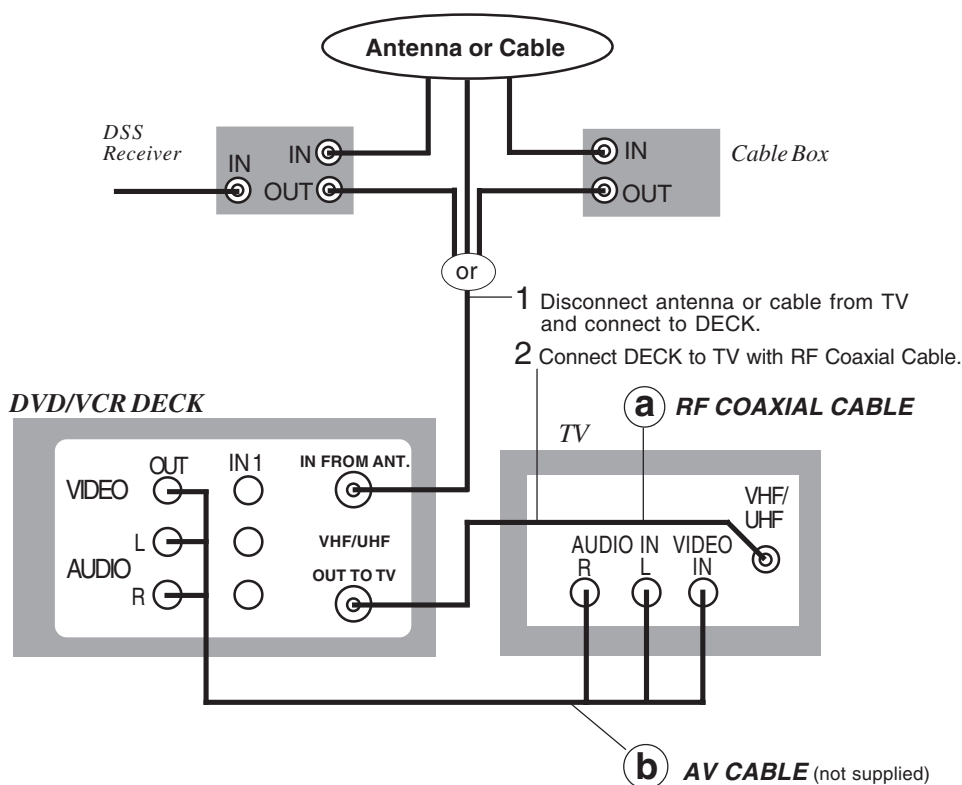 Antenna or Cable
DSS
Receiver
IN
IN
OUT
IN
OUT
Cable Box
or
1 Disconnect antenna or cable from TV
and connect to DECK.
2 Connect DECK to TV with RF Coaxial Cable.
DVD/VCR DECK
a RF COAXIAL CABLE
TV
OUT
IN 1
IN FROM ANT.
VIDEO
L
AUDIO
R
VHF/UHF
OUT TO TV
VHF/
UHF
AUDIO IN
R L
VIDEO
IN
b AV CABLE (not supplied)